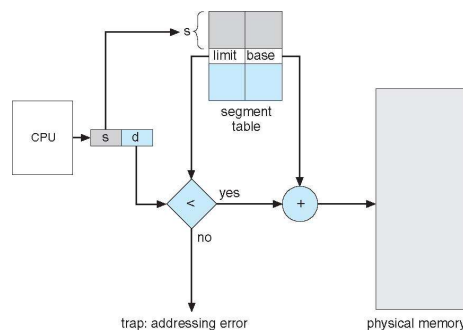 s
limit base
segment
table
CPU
s d
<
yes
+
no
trap: addressing error
physical memory